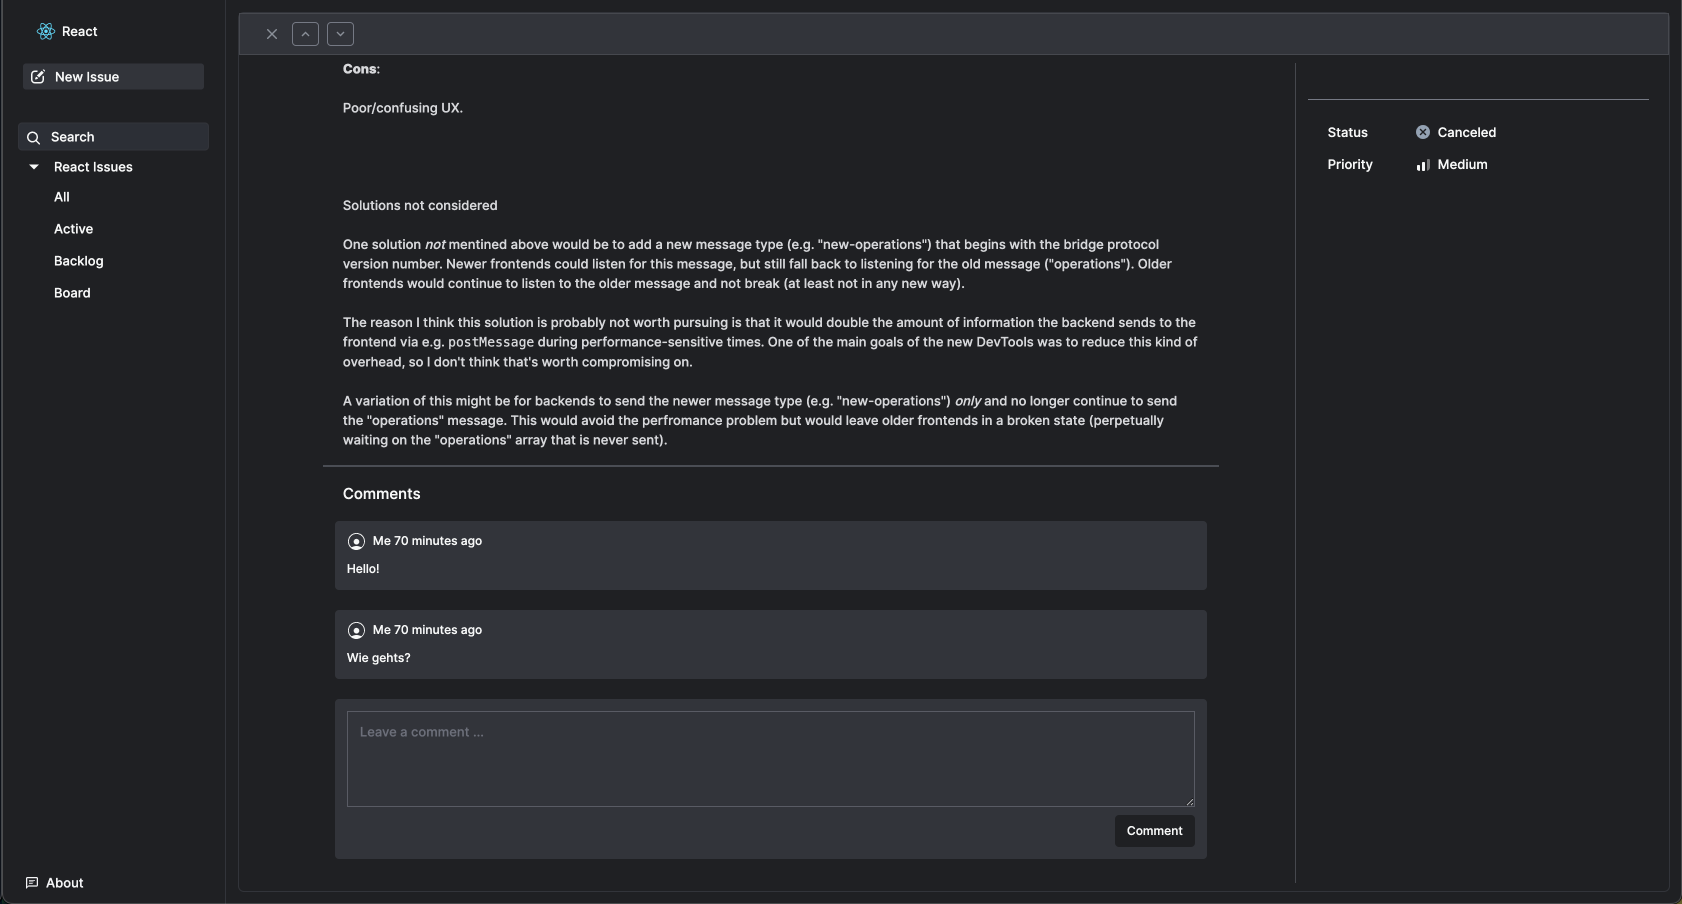 React
New Issue
Search
React Issues
All
Active
Backlog
Board
About
Cons:
Poor/confusing UX.
Solutions not considered
One solution not mentined above would be to add a new message type (e.g. "new-operations") that begins with the bridge protocol
version number. Newer frontends could listen for this message, but still fall back to listening for the old message ("operations"). Older
frontends would continue to listen to the older message and not break (at least not in any new way).
The reason I think this solution is probably not worth pursuing is that it would double the amount of information the backend sends to the
frontend via e.g. postMessage during performance-sensitive times. One of the main goals of the new DevTools was to reduce this kind of
overhead, so I don't think that's worth compromising on.
A variation of this might be for backends to send the newer message type (e.g. "new-operations") only and no longer continue to send
the "operations" message. This would avoid the perfromance problem but would leave older frontends in a broken state (perpetually
waiting on the "operations" array that is never sent).
Comments
Me 70 minutes ago
Hello!
Me 70 minutes ago
Wie gehts?
Leave a comment ...
Comment
Status Canceled
Priority Medium